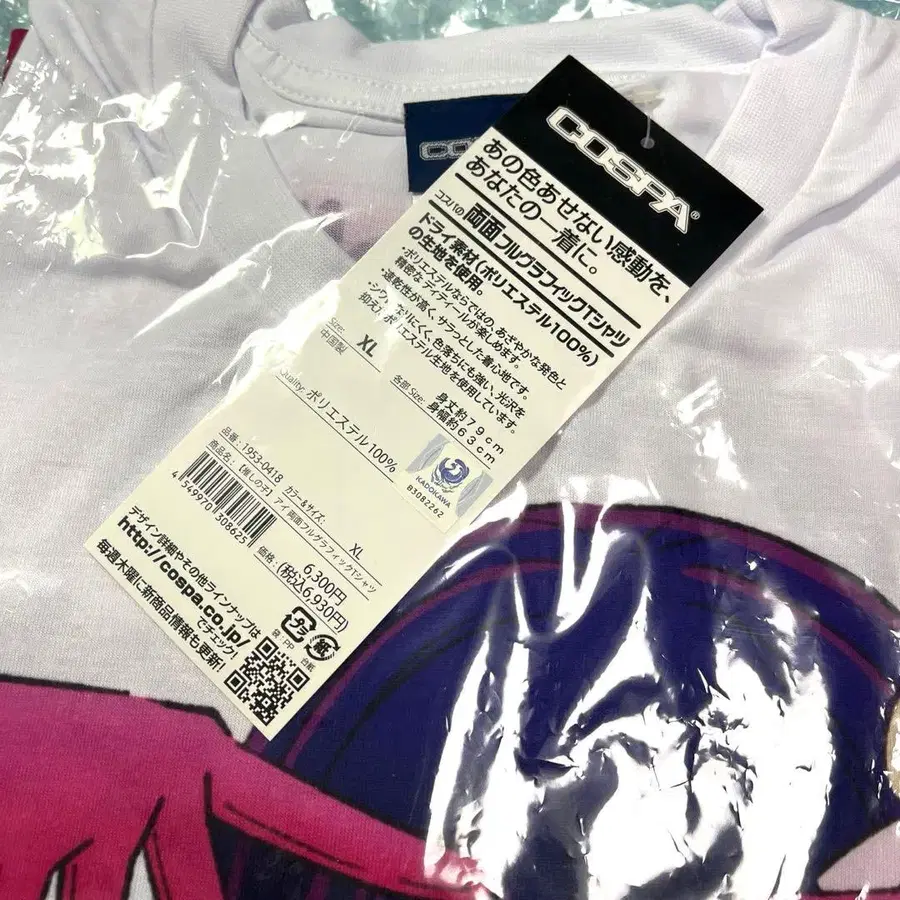 COSPA®
あの色あせない感動を、
あなたの一着に。
コスパの両面フルグラフィックTシャツ
ドライ素材(ポリエステル100%)
の生地を使用。
・ポリエステルならではの、あざやかな発色と
精密なディティールが楽しめます。
・速乾性が高く、サラっとした着心地です。
・シワになりにくく、色落ちにも強い、光沢を
抑えたポリエステル生地を使用しています。
Size: XL
中国製
各部 Size: 身丈約79cm
身幅約63cm
Quality: ポリエステル100%
KADOKAWA
B3082262
品番: 1953-0418 カラー&サイズ: XL
商品名: 【推しの子】アイ 両面フルグラフィックTシャツ
4 549970 308625
価格: 6,300円
(税込6,930円)
プラ
袋:PP
紙
台紙
デザイン詳細やその他ラインナップは
http://cospa.co.jp/
でチェック!
毎週木曜に新商品情報も更新!